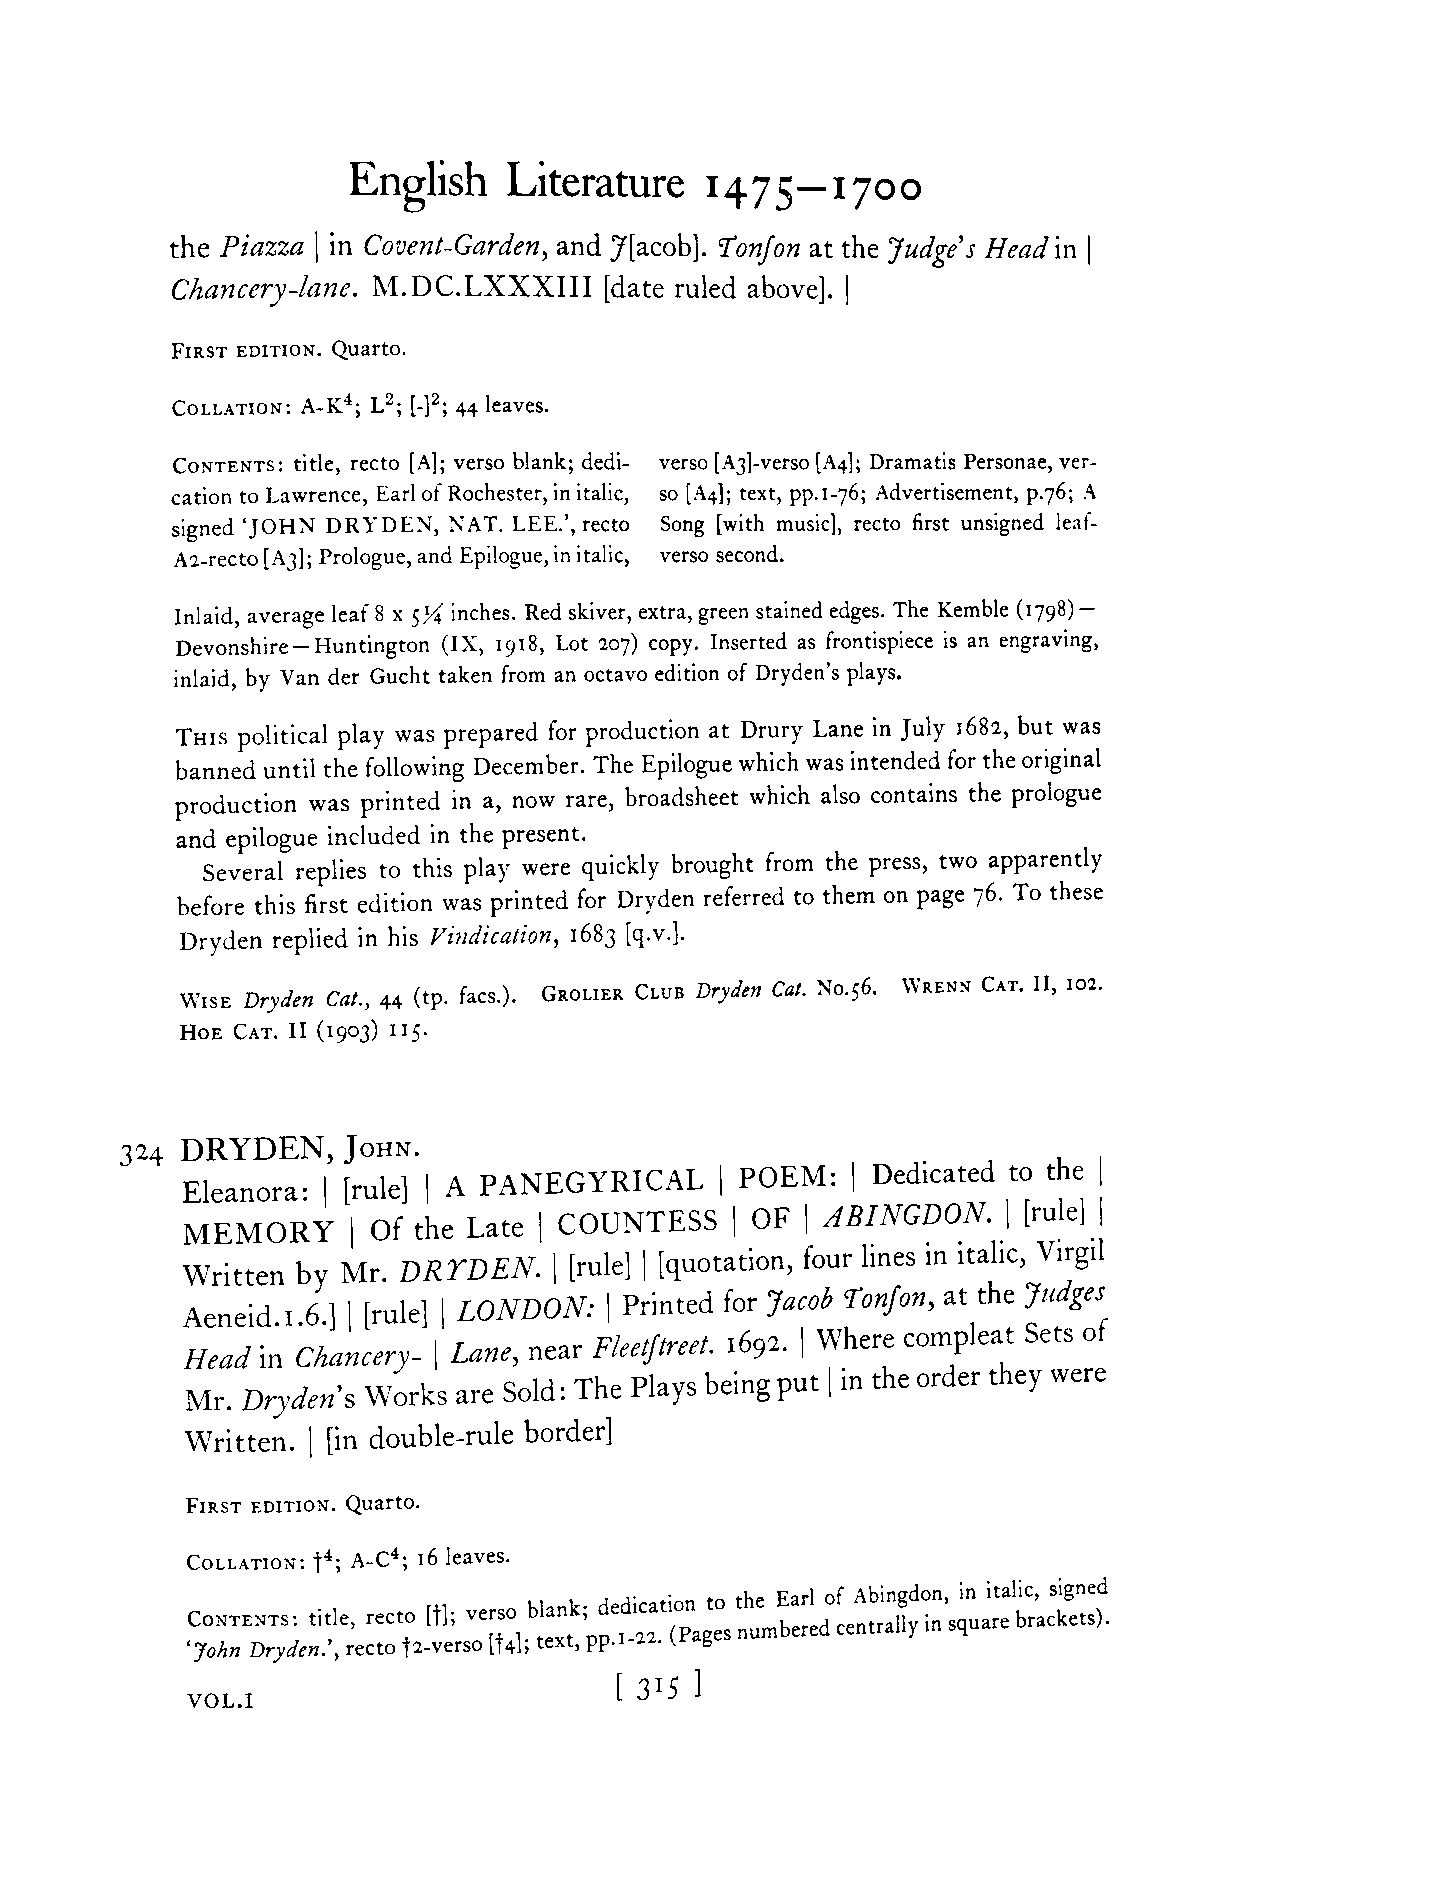 English Literature 1475—1700
the Piazza | in Covent-Garden, and J[acob]. Tonſon at the Judge's Head in |
Chancery-lane. M.DC.LXXXIII [date ruled above]. |
First edition. Quarto.
Collation: A-K⁴; L²; [-]²; 44 leaves.
Contents: title, recto [A]; verso blank; dedi-
cation to Lawrence, Earl of Rochester, in italic,
signed ‘JOHN DRYDEN, NAT. LEE.’, recto
A2-recto [A3]; Prologue, and Epilogue, in italic,
verso [A3]-verso [A4]; Dramatis Personae, ver-
so [A4]; text, pp.1-76; Advertisement, p.76; A
Song [with music], recto first unsigned leaf-
verso second.
Inlaid, average leaf 8 x 5¼ inches. Red skiver, extra, green stained edges. The Kemble (1798)—
Devonshire—Huntington (IX, 1918, Lot 207) copy. Inserted as frontispiece is an engraving,
inlaid, by Van der Gucht taken from an octavo edition of Dryden's plays.
This political play was prepared for production at Drury Lane in July 1682, but was
banned until the following December. The Epilogue which was intended for the original
production was printed in a, now rare, broadsheet which also contains the prologue
and epilogue included in the present.
Several replies to this play were quickly brought from the press, two apparently
before this first edition was printed for Dryden referred to them on page 76. To these
Dryden replied in his Vindication, 1683 [q.v.].
Wise Dryden Cat., 44 (tp. facs.). Grolier Club Dryden Cat. No.56. Wrenn Cat. II, 102.
Hoe Cat. II (1903) 115.
324 DRYDEN, John.
Eleanora: | [rule] | A PANEGYRICAL | POEM: | Dedicated to the |
MEMORY | Of the Late | COUNTESS | OF | ABINGDON. | [rule] |
Written by Mr. DRYDEN. | [rule] | [quotation, four lines in italic, Virgil
Aeneid.1.6.] | [rule] | LONDON: | Printed for Jacob Tonſon, at the Judges
Head in Chancery- | Lane, near Fleetſtreet. 1692. | Where compleat Sets of
Mr. Dryden's Works are Sold: The Plays being put | in the order they were
Written. | [in double-rule border]
First edition. Quarto.
Collation: †⁴; A-C⁴; 16 leaves.
Contents: title, recto [†]; verso blank; dedication to the Earl of Abingdon, in italic, signed
‘John Dryden.’, recto †2-verso [†4]; text, pp.1-22. (Pages numbered centrally in square brackets).
VOL.I
[ 315 ]